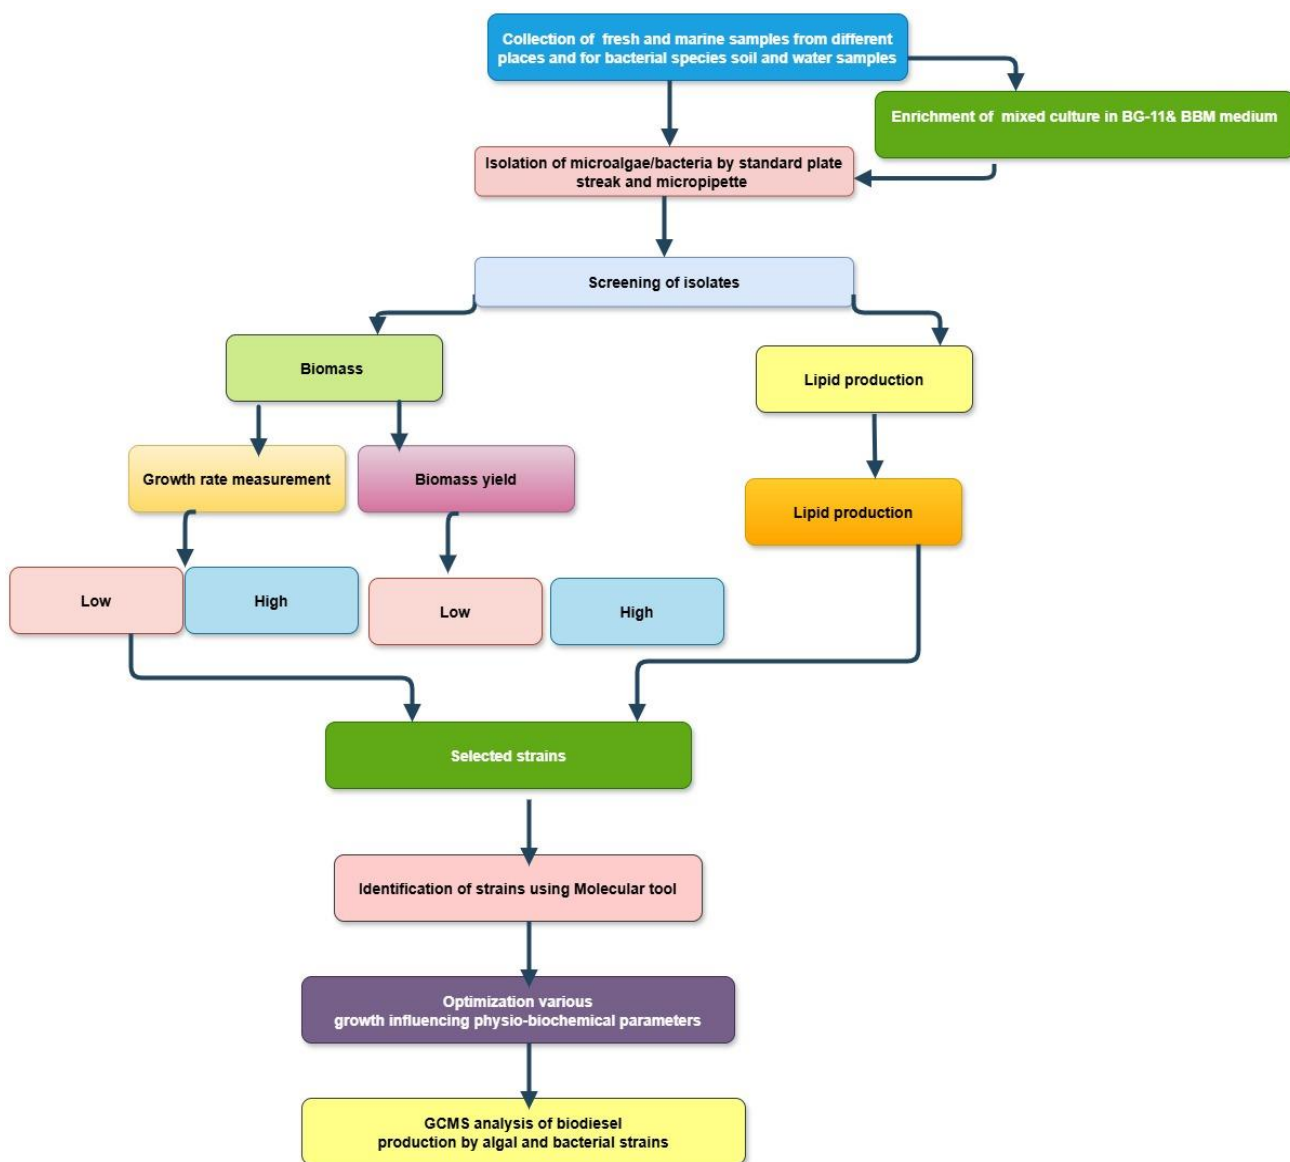 Collection of fresh and marine samples from different
places and for bacterial species soil and water samples
Enrichment of mixed culture in BG-11& BBM medium
Isolation of microalgae/bacteria by standard plate
streak and micropipette
Screening of isolates
Biomass
Lipid production
Growth rate measurement
Biomass yield
Lipid production
Low
High
Low
High
Selected strains
Identification of strains using Molecular tool
Optimization various
growth influencing physio-biochemical parameters
GCMS analysis of biodiesel
production by algal and bacterial strains